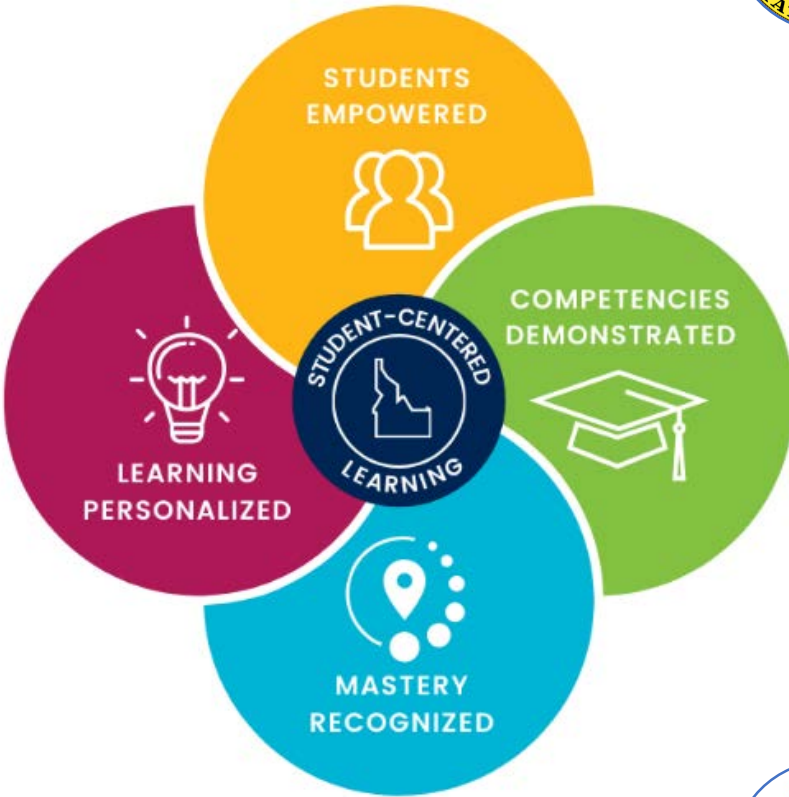 STUDENTS
EMPOWERED
COMPETENCIES
DEMONSTRATED
STUDENT-CENTERED
LEARNING
LEARNING
PERSONALIZED
MASTERY
RECOGNIZED